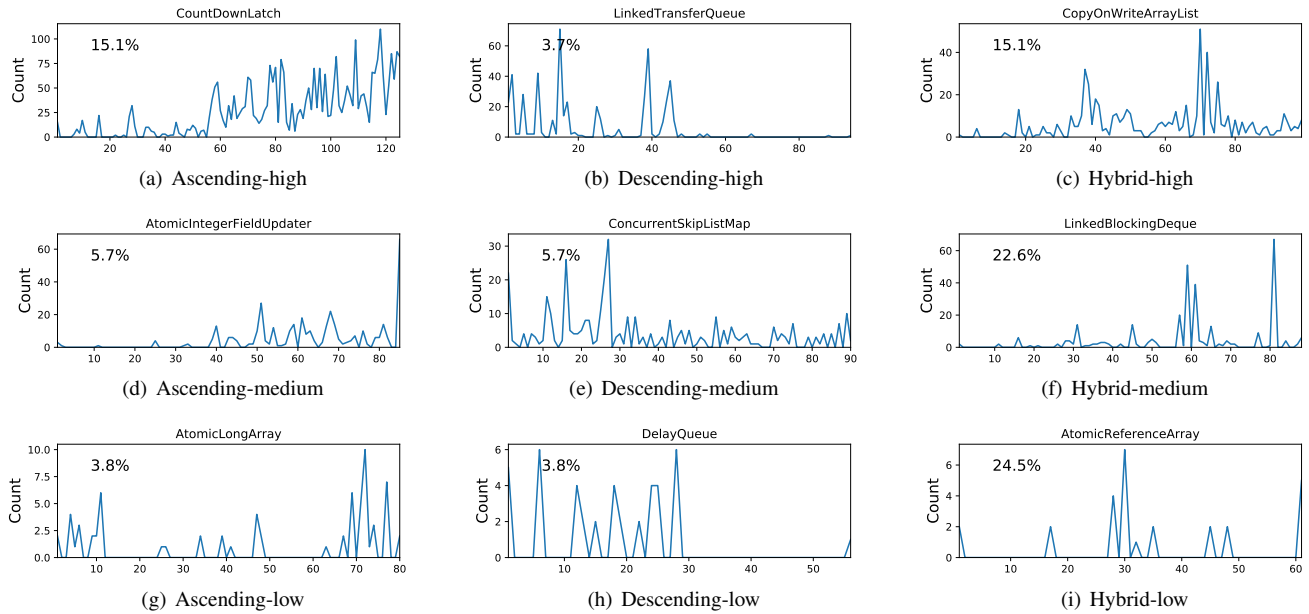 CountDownLatch
15.1%
Count
100
75
50
25
0
20 40 60 80 100 120
(a) Ascending-high
LinkedTransferQueue
3.7%
Count
60
40
20
0
20 40 60 80
(b) Descending-high
CopyOnWriteArrayList
15.1%
Count
40
20
0
20 40 60 80
(c) Hybrid-high
AtomicIntegerFieldUpdater
5.7%
Count
60
40
20
0
10 20 30 40 50 60 70 80
(d) Ascending-medium
ConcurrentSkipListMap
5.7%
Count
30
20
10
0
10 20 30 40 50 60 70 80 90
(e) Descending-medium
LinkedBlockingDeque
22.6%
Count
60
40
20
0
10 20 30 40 50 60 70 80
(f) Hybrid-medium
AtomicLongArray
3.8%
Count
10.0
7.5
5.0
2.5
0.0
10 20 30 40 50 60 70 80
(g) Ascending-low
DelayQueue
3.8%
Count
6
4
2
0
10 20 30 40 50
(h) Descending-low
AtomicReferenceArray
24.5%
Count
6
4
2
0
10 20 30 40 50 60
(i) Hybrid-low